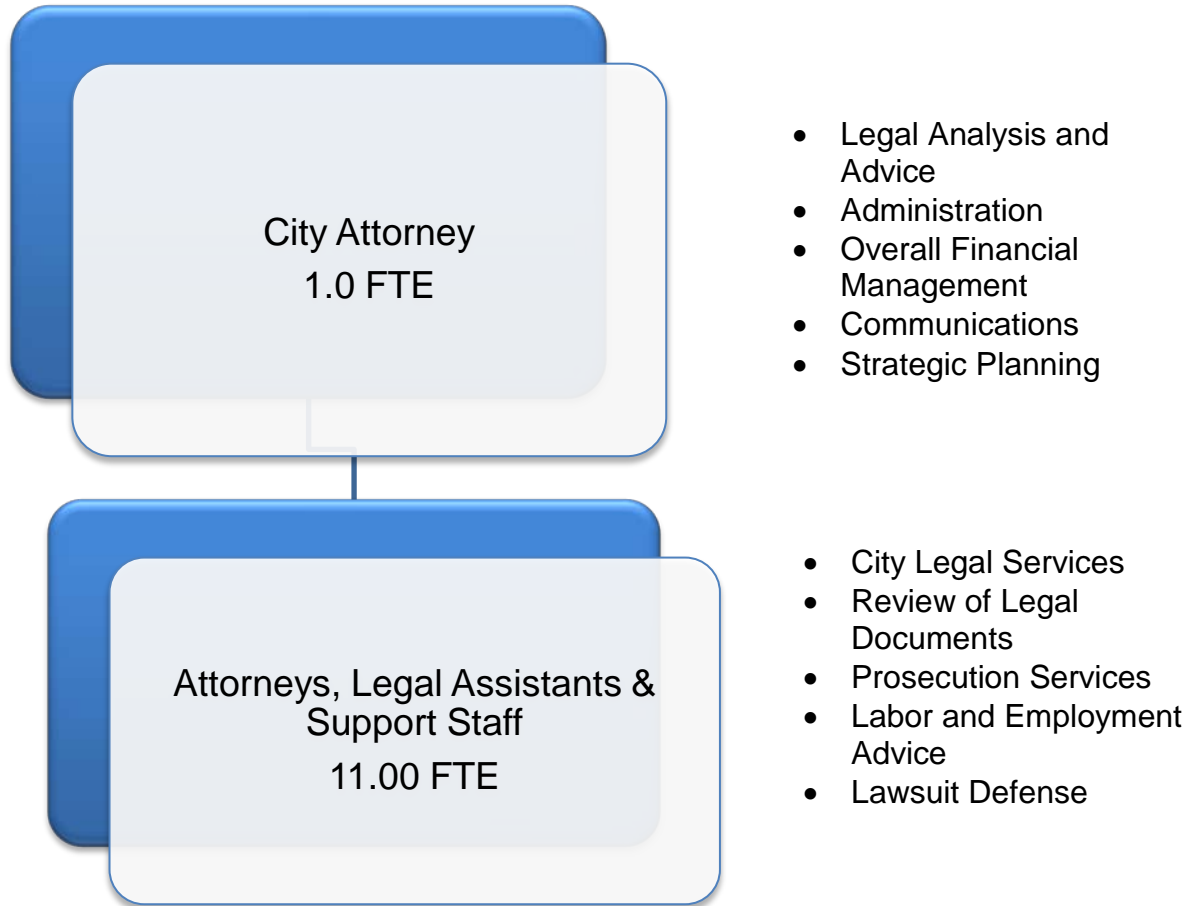 City Attorney
1.0 FTE
• Legal Analysis and
Advice
• Administration
• Overall Financial
Management
• Communications
• Strategic Planning
Attorneys, Legal Assistants &
Support Staff
11.00 FTE
• City Legal Services
• Review of Legal
Documents
• Prosecution Services
• Labor and Employment
Advice
• Lawsuit Defense